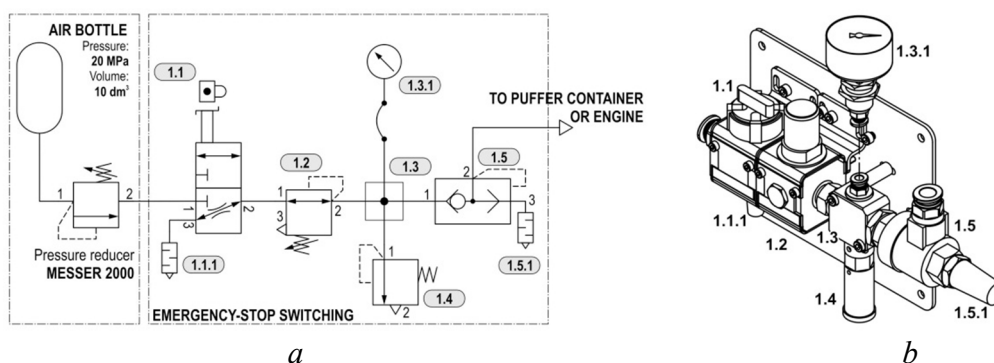 AIR BOTTLE
Pressure:
20 MPa
Volume:
10 dm³
1
2
Pressure reducer
MESSER 2000
1.1
1
3
2
1.1.1
1.2
1
2
3
1.3.1
1.3
1
2
1.4
TO PUFFER CONTAINER
OR ENGINE
1.5
2
1
3
1.5.1
EMERGENCY-STOP SWITCHING
a
1.3.1
1.1
1.1.1
1.2
1.3
1.4
1.5
1.5.1
b